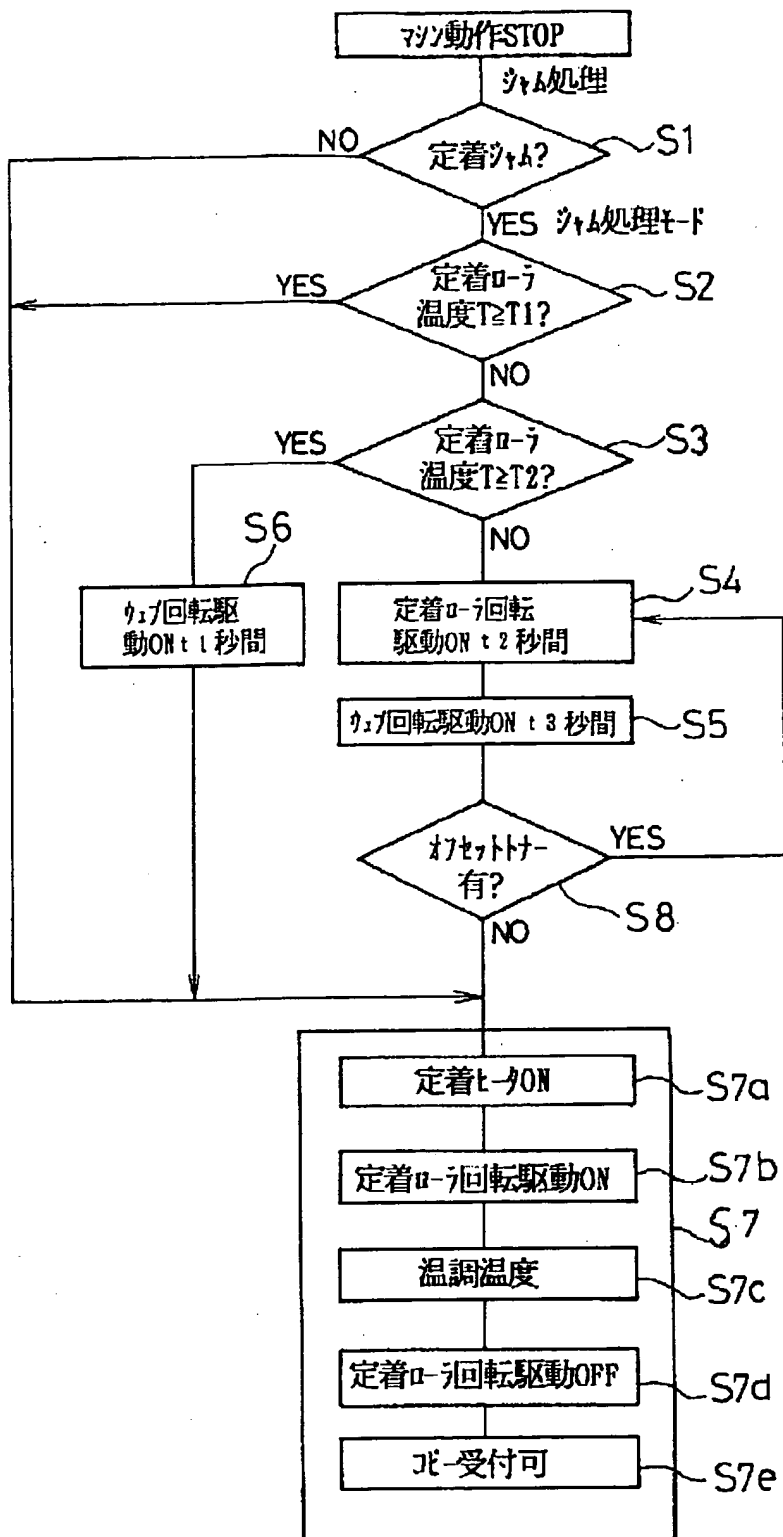 マシン動作STOP
ジャム処理
NO
定着ジャム?
S1
YES ジャム処理モード
YES
定着ローラ
温度T≧T1?
S2
NO
YES
定着ローラ
温度T≧T2?
S3
NO
S6
ウェブ回転駆
動ON t1秒間
S4
定着ローラ回転
駆動ON t2秒間
ウェブ回転駆動ON t3秒間
S5
オフセットトナー
有?
YES
S8
NO
定着ヒータON
S7a
定着ローラ回転駆動ON
S7b
S7
温調温度
S7c
定着ローラ回転駆動OFF
S7d
コピー受付可
S7e